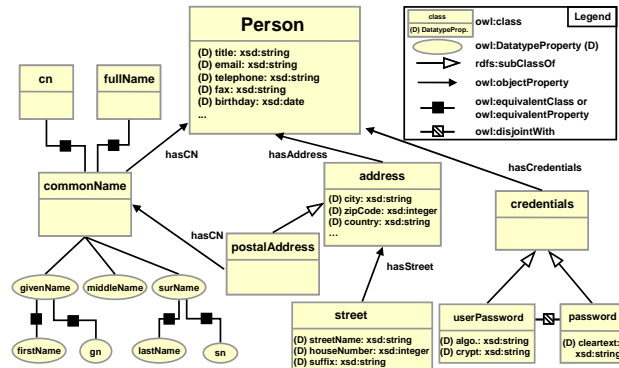 Person
(D) title: xsd:string
(D) email: xsd:string
(D) telephone: xsd:string
(D) fax: xsd:string
(D) birthday: xsd:date
...
class
(D) DatatypeProp.
Legend
owl:class
owl:DatatypeProperty (D)
rdfs:subClassOf
owl:objectProperty
owl:equivalentClass or
owl:equivalentProperty
owl:disjointWith
cn
fullName
hasCN
hasAddress
hasCredentials
commonName
address
(D) city: xsd:string
(D) zipCode: xsd:integer
(D) country: xsd:string
...
credentials
hasCN
postalAddress
hasStreet
givenName
middleName
surName
firstName
gn
lastName
sn
street
(D) streetName: xsd:string
(D) houseNumber: xsd:integer
(D) suffix: xsd:string
userPassword
(D) algo.: xsd:string
(D) crypt: xsd:string
password
(D) cleartext:
xsd:string